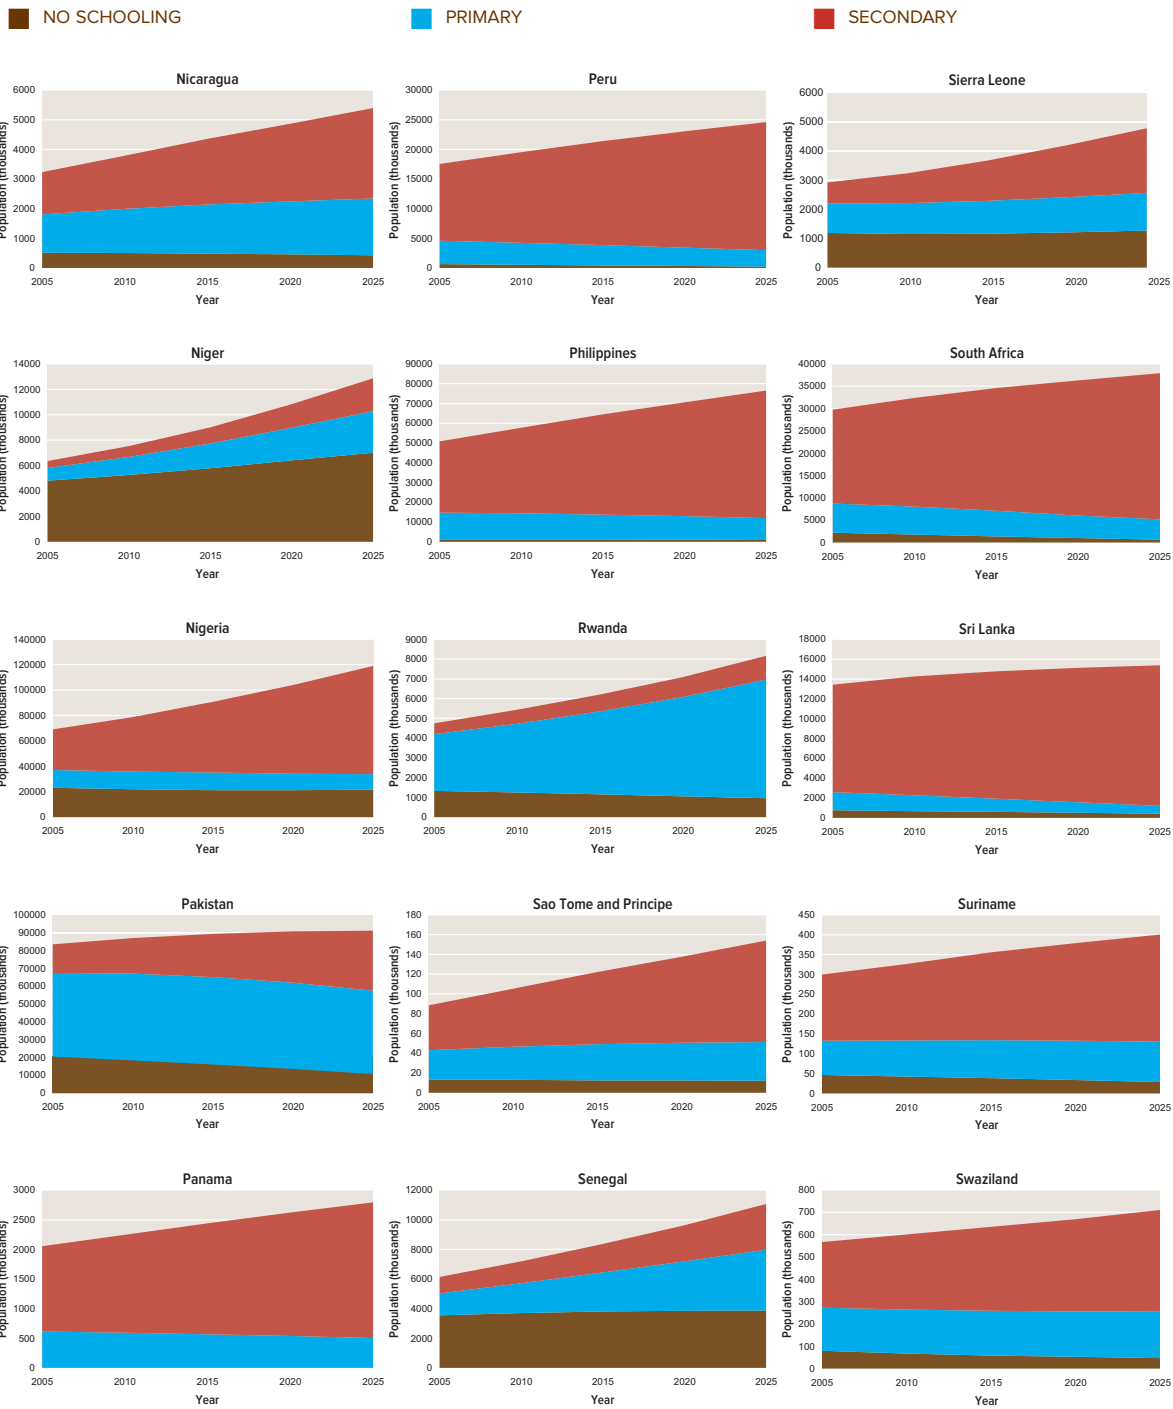 NO SCHOOLING PRIMARY SECONDARY
Nicaragua
6000
5000
4000
3000
2000
1000
0
Population (thousands)
2005 2010 2015 2020 2025
Year
Peru
30000
25000
20000
15000
10000
5000
0
Population (thousands)
2005 2010 2015 2020 2025
Year
Sierra Leone
6000
5000
4000
3000
2000
1000
0
Population (thousands)
2005 2010 2015 2020 2025
Year
Niger
14000
12000
10000
8000
6000
4000
2000
0
Population (thousands)
2005 2010 2015 2020 2025
Year
Philippines
90000
80000
70000
60000
50000
40000
30000
20000
10000
0
Population (thousands)
2005 2010 2015 2020 2025
Year
South Africa
40000
35000
30000
25000
20000
15000
10000
5000
0
Population (thousands)
2005 2010 2015 2020 2025
Year
Nigeria
140000
120000
100000
80000
60000
40000
20000
0
Population (thousands)
2005 2010 2015 2020 2025
Year
Rwanda
9000
8000
7000
6000
5000
4000
3000
2000
1000
0
Population (thousands)
2005 2010 2015 2020 2025
Year
Sri Lanka
18000
16000
14000
12000
10000
8000
6000
4000
2000
0
Population (thousands)
2005 2010 2015 2020 2025
Year
Pakistan
100000
90000
80000
70000
60000
50000
40000
30000
20000
10000
0
Population (thousands)
2005 2010 2015 2020 2025
Year
Sao Tome and Principe
180
160
140
120
100
80
60
40
20
0
Population (thousands)
2005 2010 2015 2020 2025
Year
Suriname
450
400
350
300
250
200
150
100
50
0
Population (thousands)
2005 2010 2015 2020 2025
Year
Panama
3000
2500
2000
1500
1000
500
0
Population (thousands)
2005 2010 2015 2020 2025
Year
Senegal
12000
10000
8000
6000
4000
2000
0
Population (thousands)
2005 2010 2015 2020 2025
Year
Swaziland
800
700
600
500
400
300
200
100
0
Population (thousands)
2005 2010 2015 2020 2025
Year